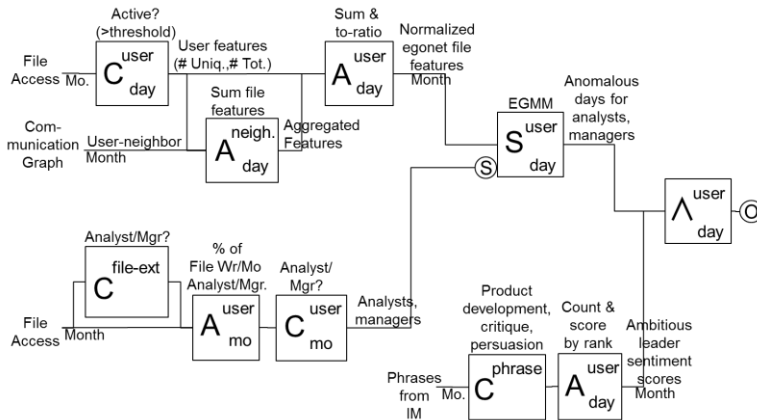 File
Access
Mo.
Active?
(>threshold)
C user
day
User features
(# Uniq.,# Tot.)
Sum &
to-ratio
A user
day
Normalized
egonet file
features
Month
Com-
munication
Graph
User-neighbor
Month
Sum file
features
A neigh.
day
Aggregated
Features
EGMM
S user
day
S
Anomalous
days for
analysts,
managers
∧ user
day
O
File
Access
Month
Analyst/Mgr?
C file-ext
% of
File Wr/Mo
Analyst/Mgr.
A user
mo
Analyst/
Mgr?
C user
mo
Analysts,
managers
Phrases
from
IM
Mo.
Product
development,
critique,
persuasion
C phrase
Count &
score
by rank
A user
day
Ambitious
leader
sentiment
scores
Month